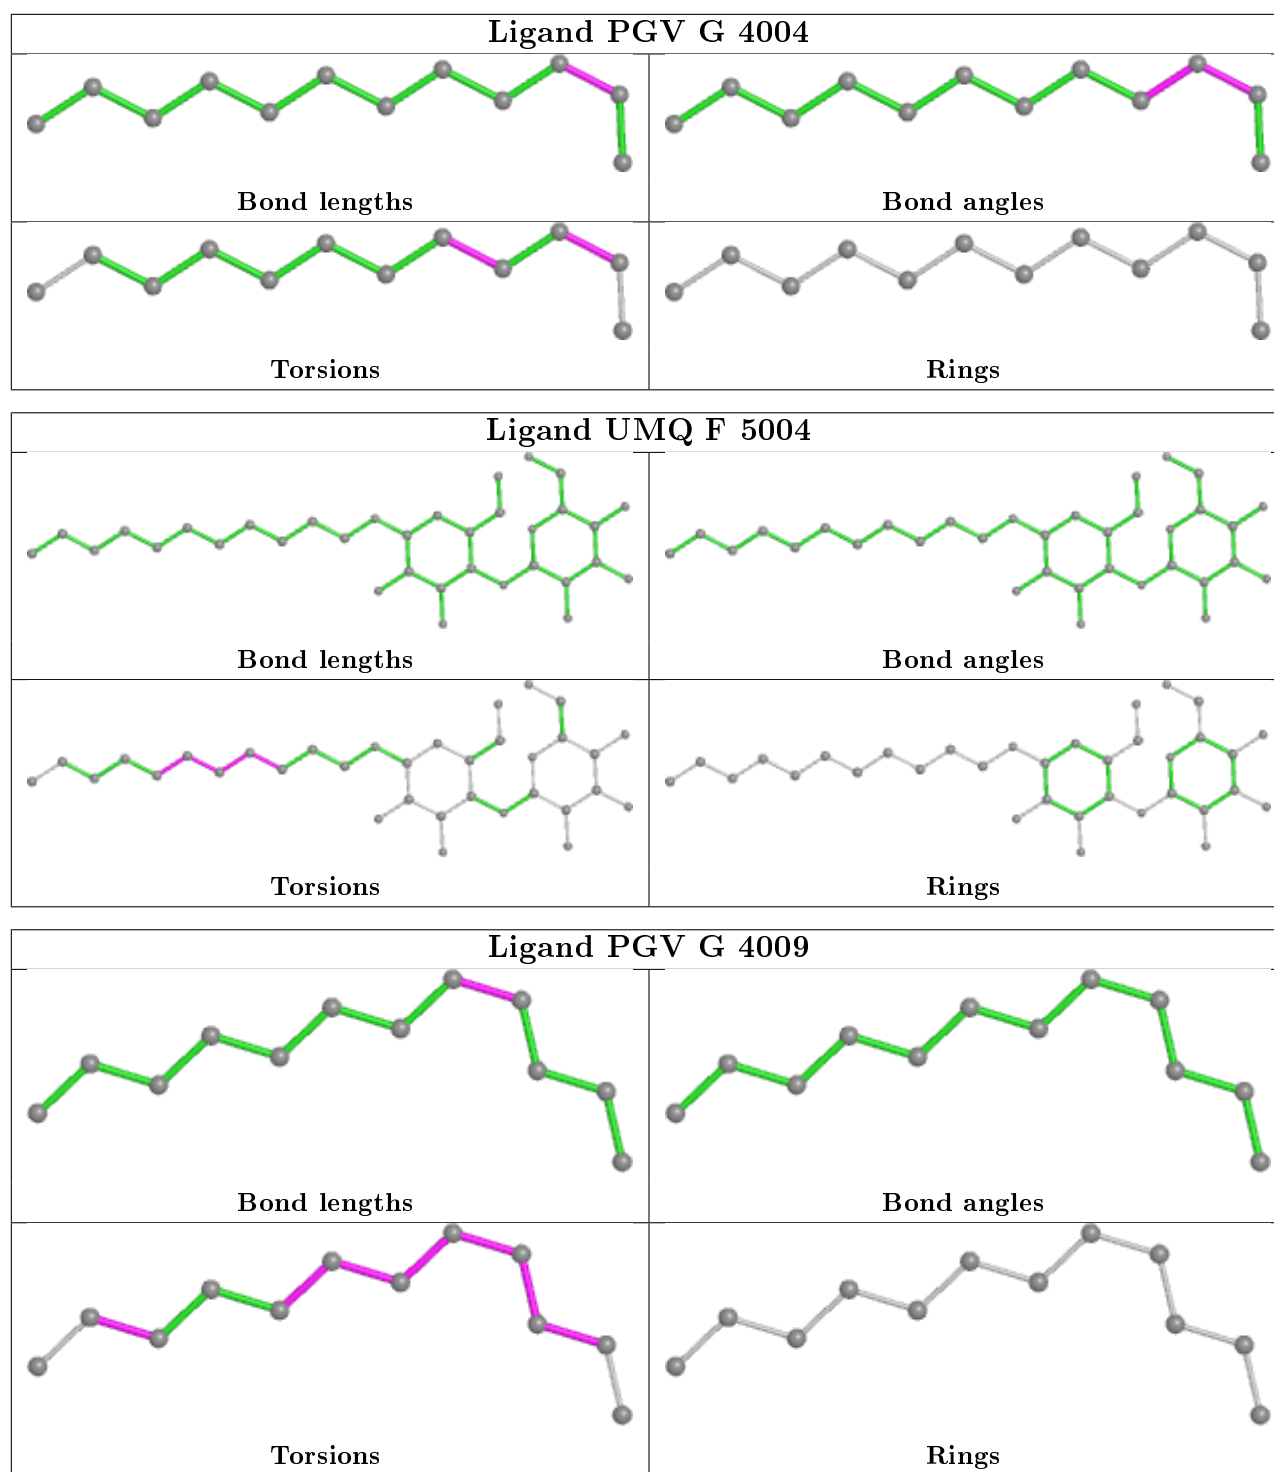 Ligand PGV G 4004
Bond lengths
Bond angles
Torsions
Rings
Ligand UMQ F 5004
Bond lengths
Bond angles
Torsions
Rings
Ligand PGV G 4009
Bond lengths
Bond angles
Torsions
Rings